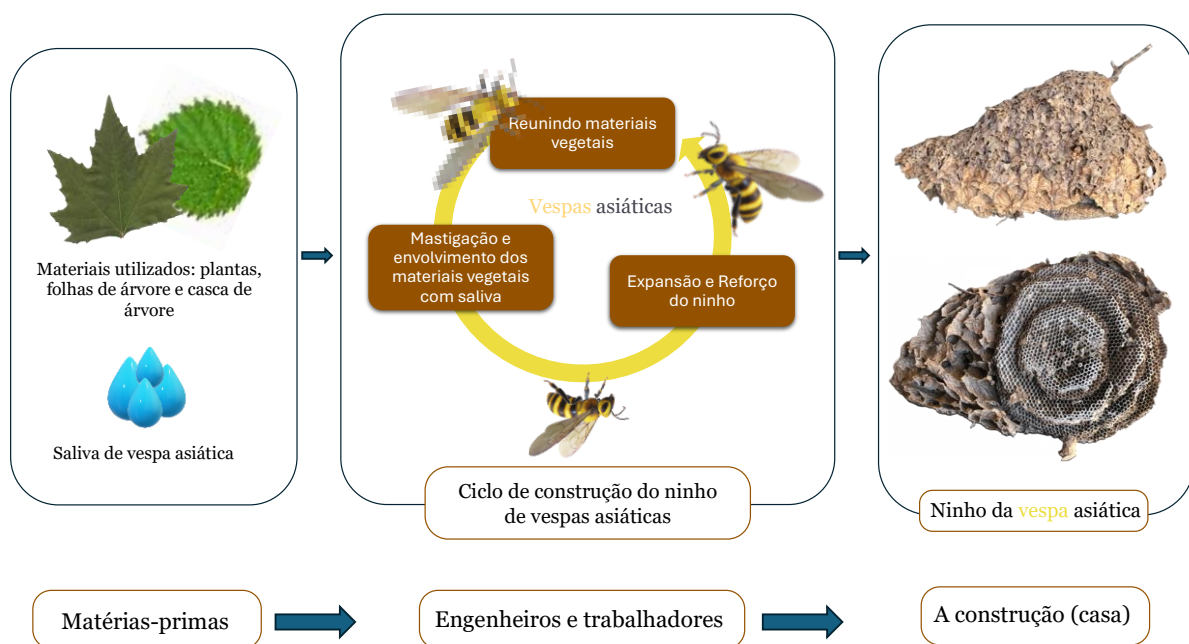 Materiais utilizados: plantas,
folhas de árvore e casca de
árvore
Saliva de vespa asiática
Reunindo materiais
vegetais
Vespas asiáticas
Mastigação e
envolvimento dos
materiais vegetais
com saliva
Expansão e Reforço
do ninho
Ciclo de construção do ninho
de vespas asiáticas
Ninho da vespa asiática
Matérias-primas
Engenheiros e trabalhadores
A construção (casa)